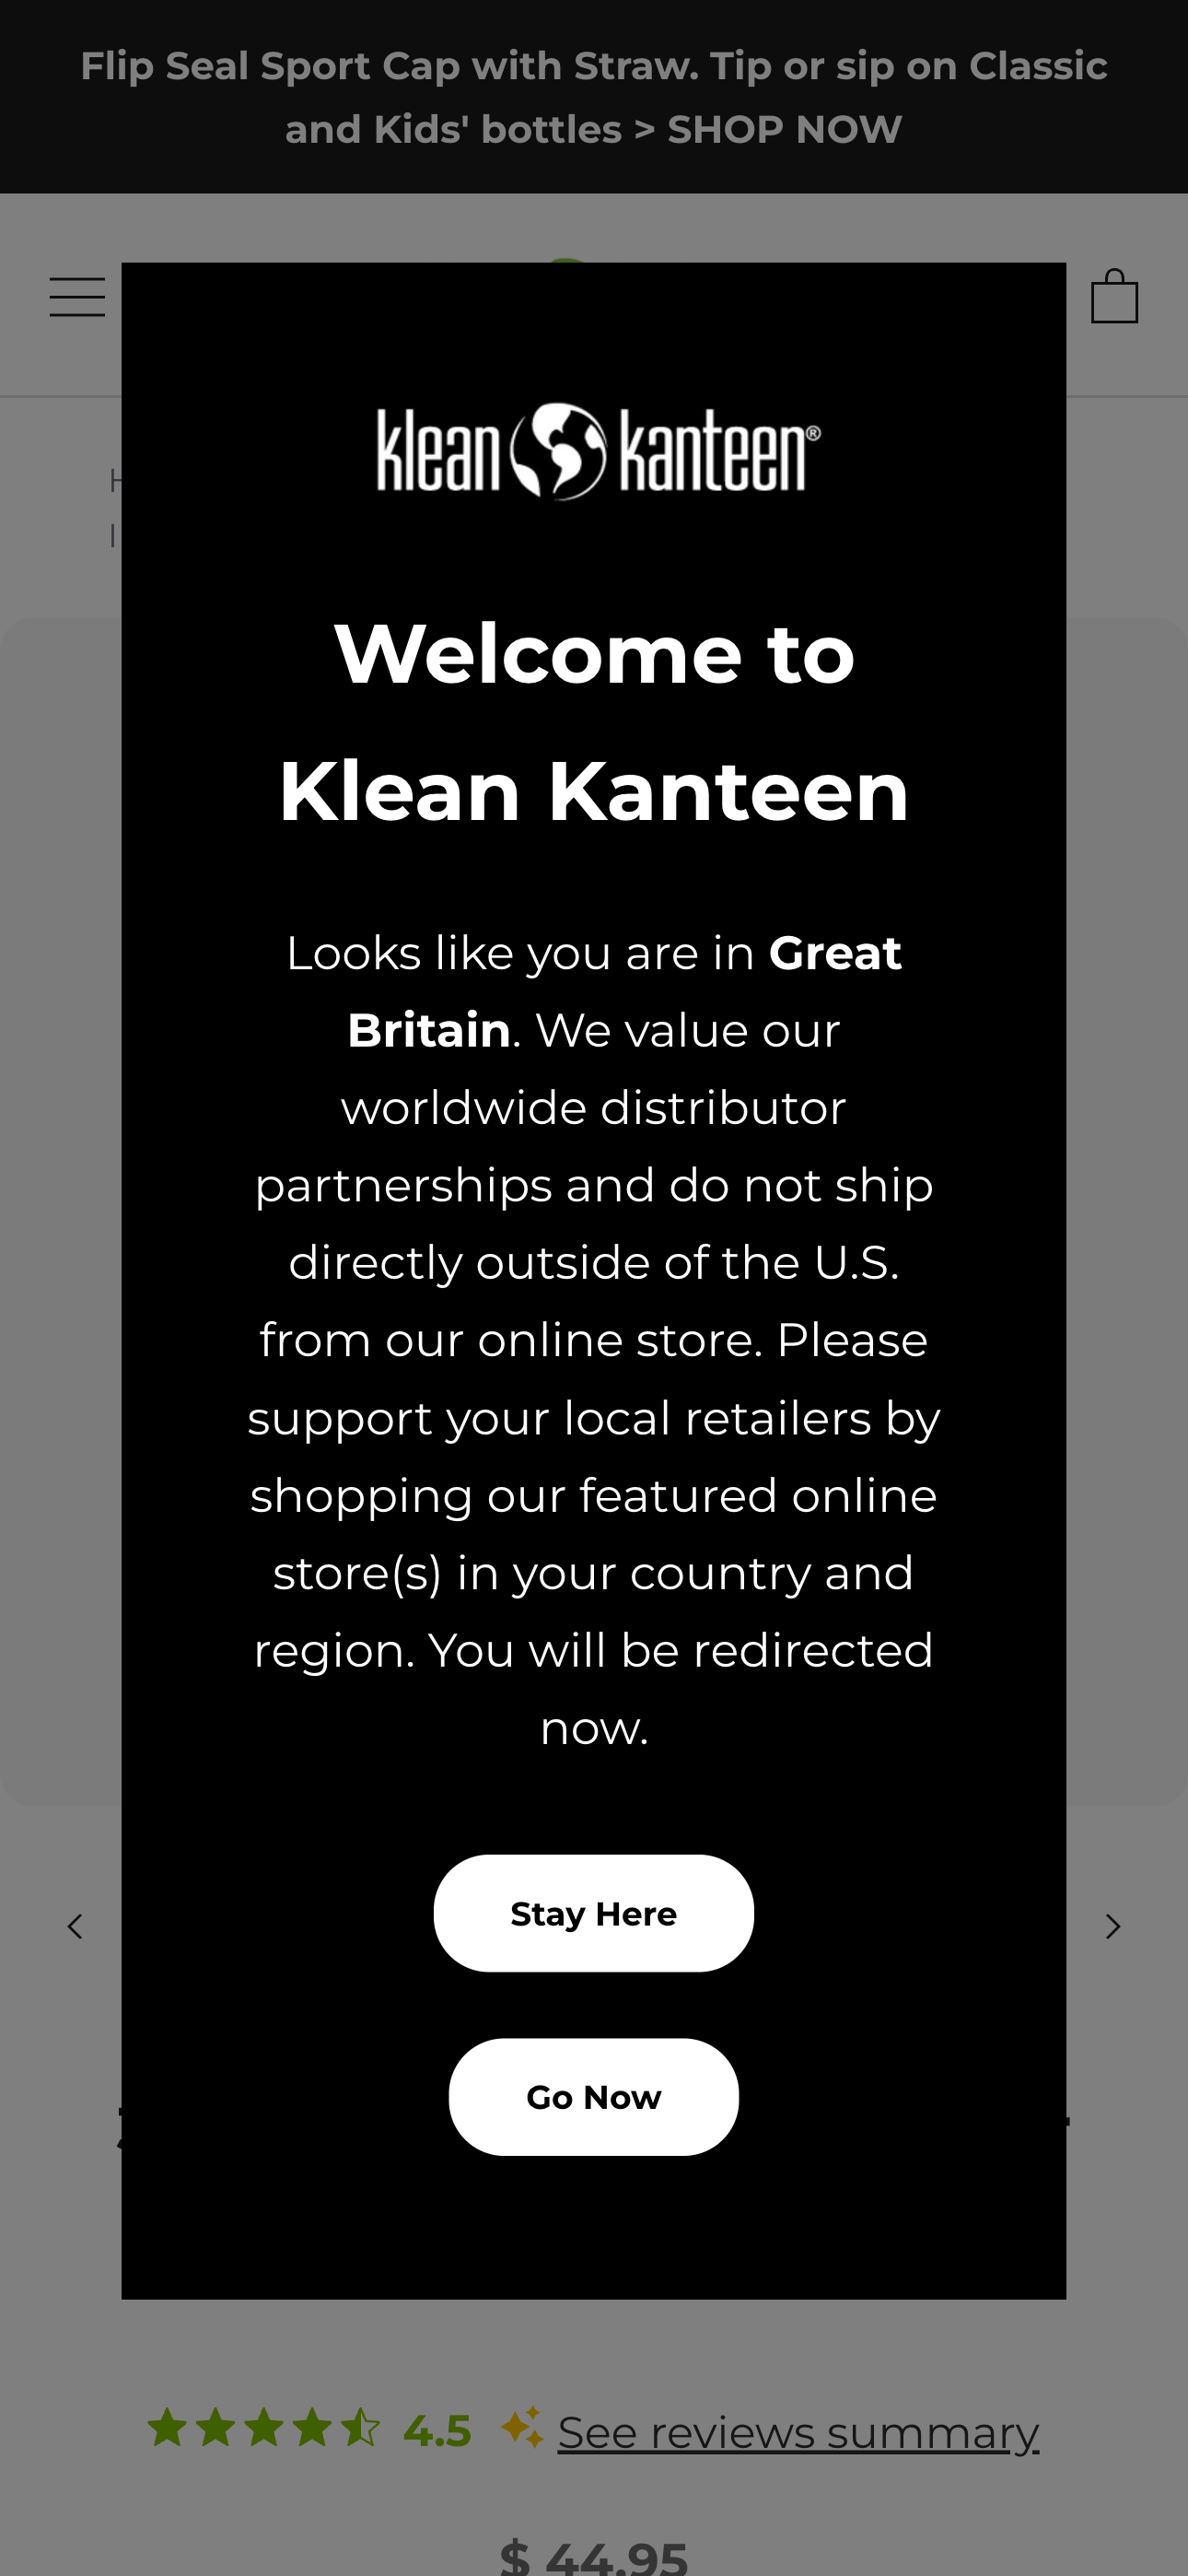 Flip Seal Sport Cap with Straw. Tip or sip on Classic
and Kids' bottles > SHOP NOW
klean kanteen®
Welcome to
Klean Kanteen
Looks like you are in Great
Britain. We value our
worldwide distributor
partnerships and do not ship
directly outside of the U.S.
from our online store. Please
support your local retailers by
shopping our featured online
store(s) in your country and
region. You will be redirected
now.
Stay Here
Go Now
4.5 See reviews summary
$ 44.95